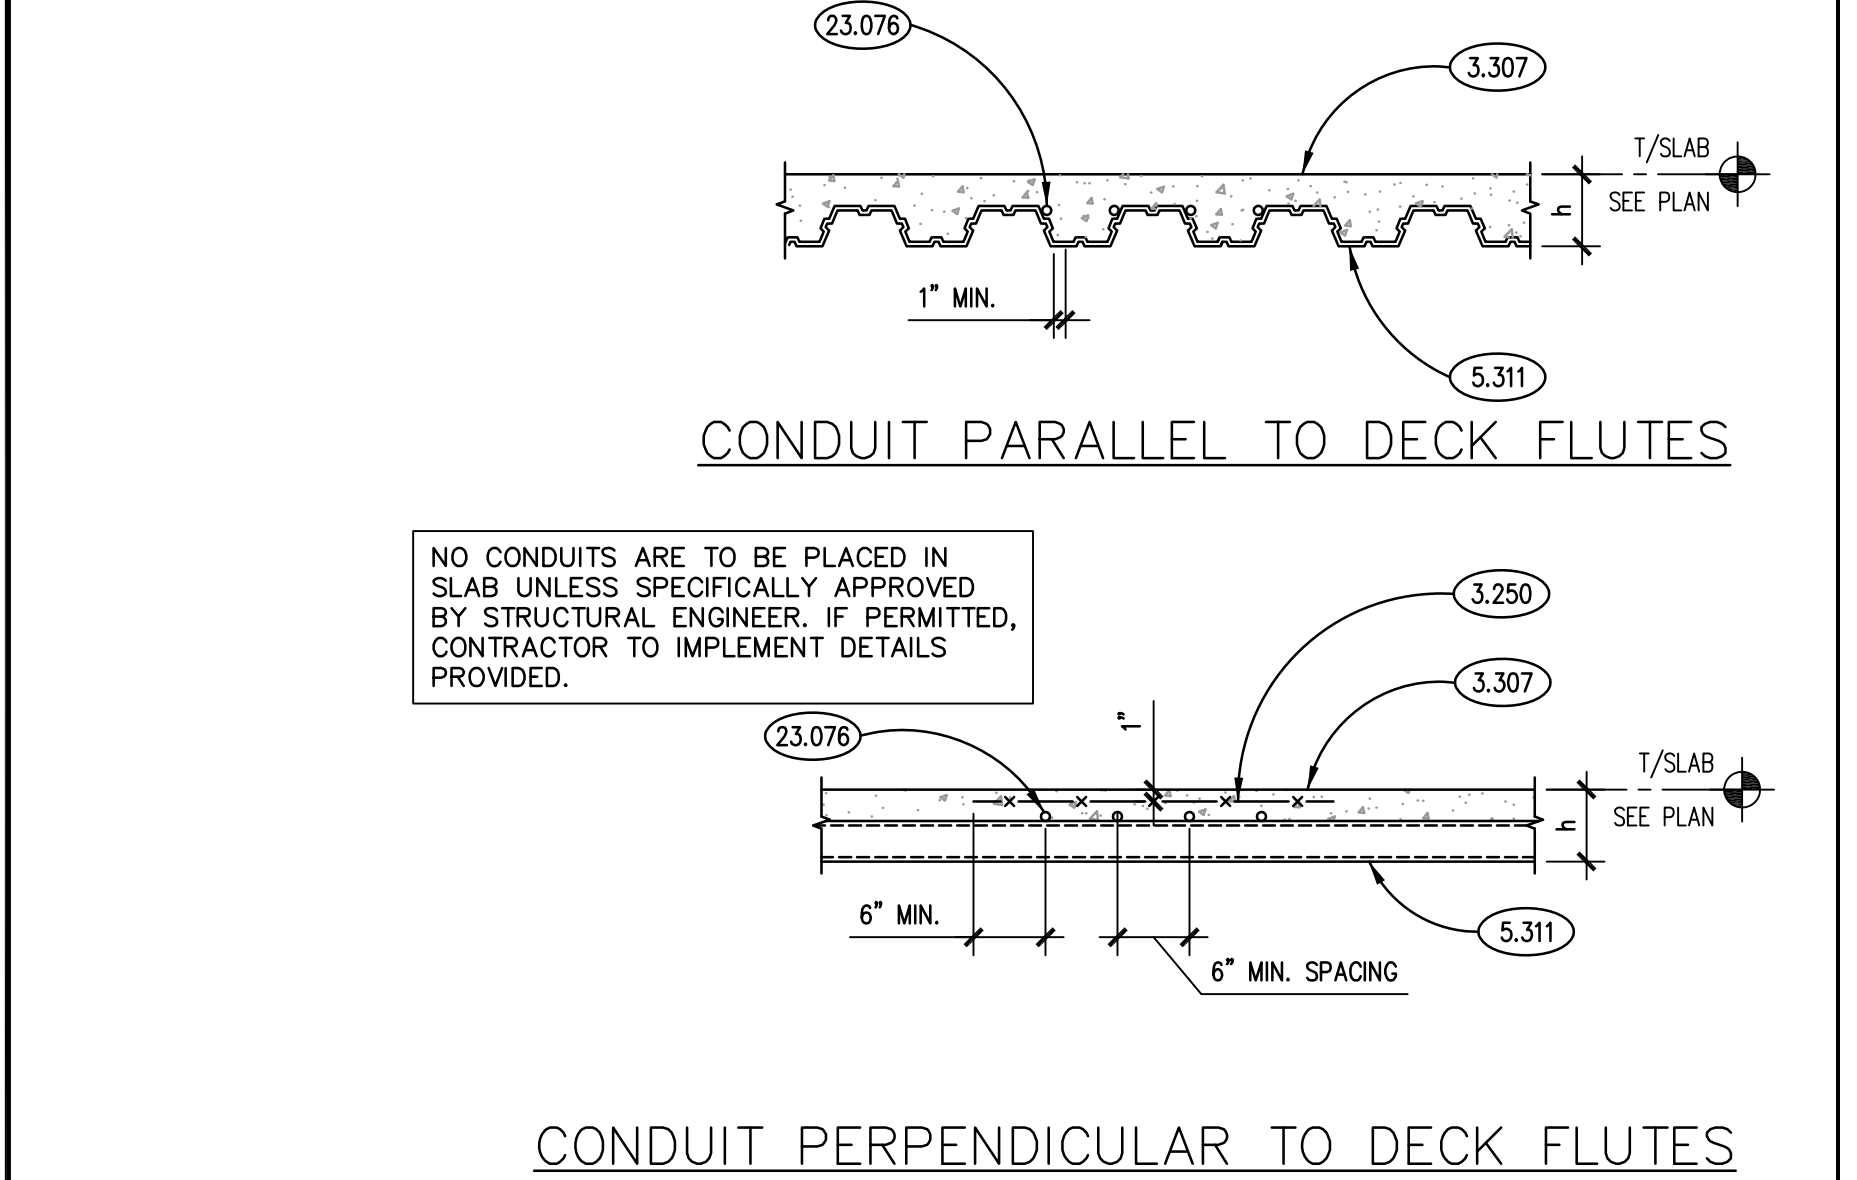 23.076
3.307
T/SLAB
SEE PLAN
h
1" MIN.
5.311
CONDUIT PARALLEL TO DECK FLUTES
NO CONDUITS ARE TO BE PLACED IN
SLAB UNLESS SPECIFICALLY APPROVED
BY STRUCTURAL ENGINEER. IF PERMITTED,
CONTRACTOR TO IMPLEMENT DETAILS
PROVIDED.
3.250
3.307
23.076
1"
T/SLAB
SEE PLAN
h
6" MIN.
5.311
6" MIN. SPACING
CONDUIT PERPENDICULAR TO DECK FLUTES